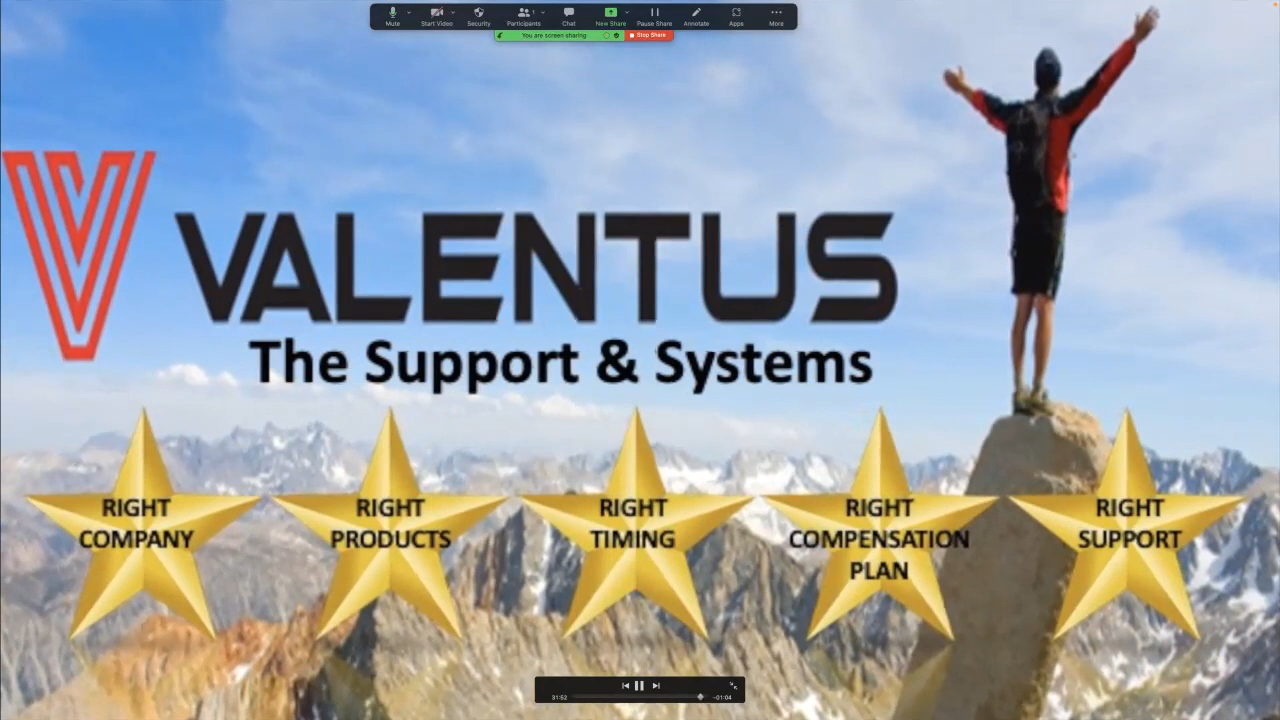 Mute
Start Video
Security
Participants
1
Chat
New Share
Pause Share
Annotate
Apps
More
You are screen sharing
Stop Share
VALENTUS
The Support & Systems
RIGHT
COMPANY
RIGHT
PRODUCTS
RIGHT
TIMING
RIGHT
COMPENSATION
PLAN
RIGHT
SUPPORT
31:52
-01:04